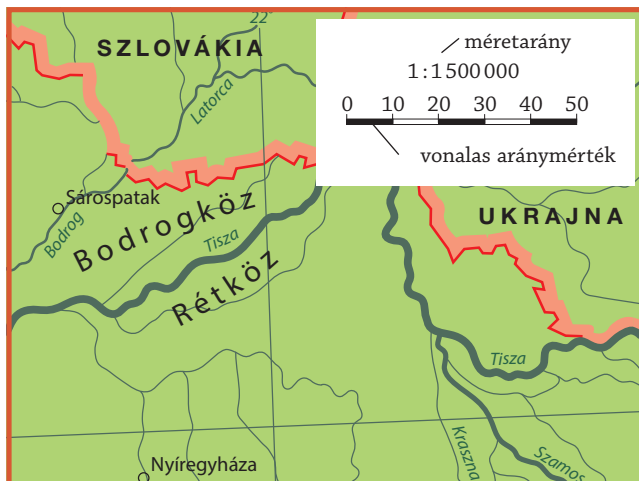 22°
SZLOVÁKIA
méretarány
1:1500000
0 10 20 30 40 50
vonalas aránymérték
Latorca
Sárospatak
Bodrog
Bodrogköz
Tisza
Rétköz
UKRAJNA
Tisza
Kraszna
Szamos
Nyíregyháza